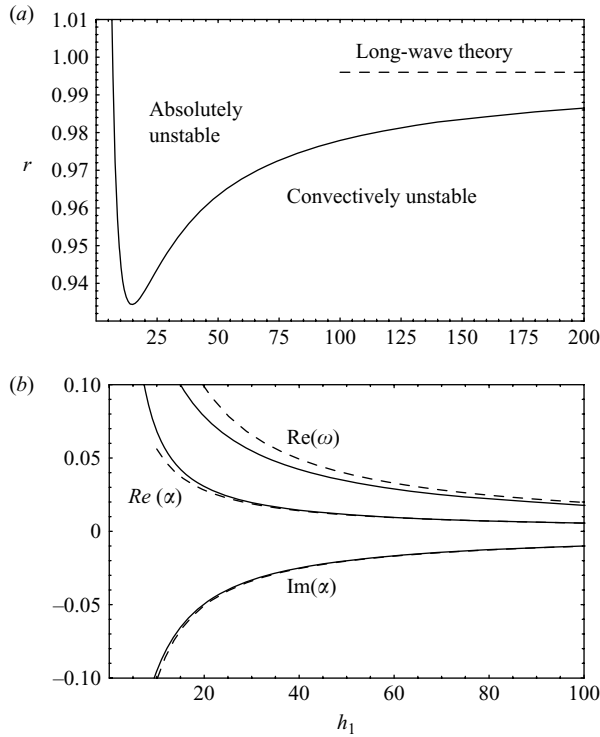 (a)
1.01
1.00
0.99
0.98
0.97
0.96
0.95
0.94
r
Long-wave theory
Absolutely
unstable
Convectively unstable
25 50 75 100 125 150 175 200
(b)
0.10
0.05
0
–0.05
–0.10
Re(ω)
Re (α)
Im(α)
20 40 60 80 100
h1